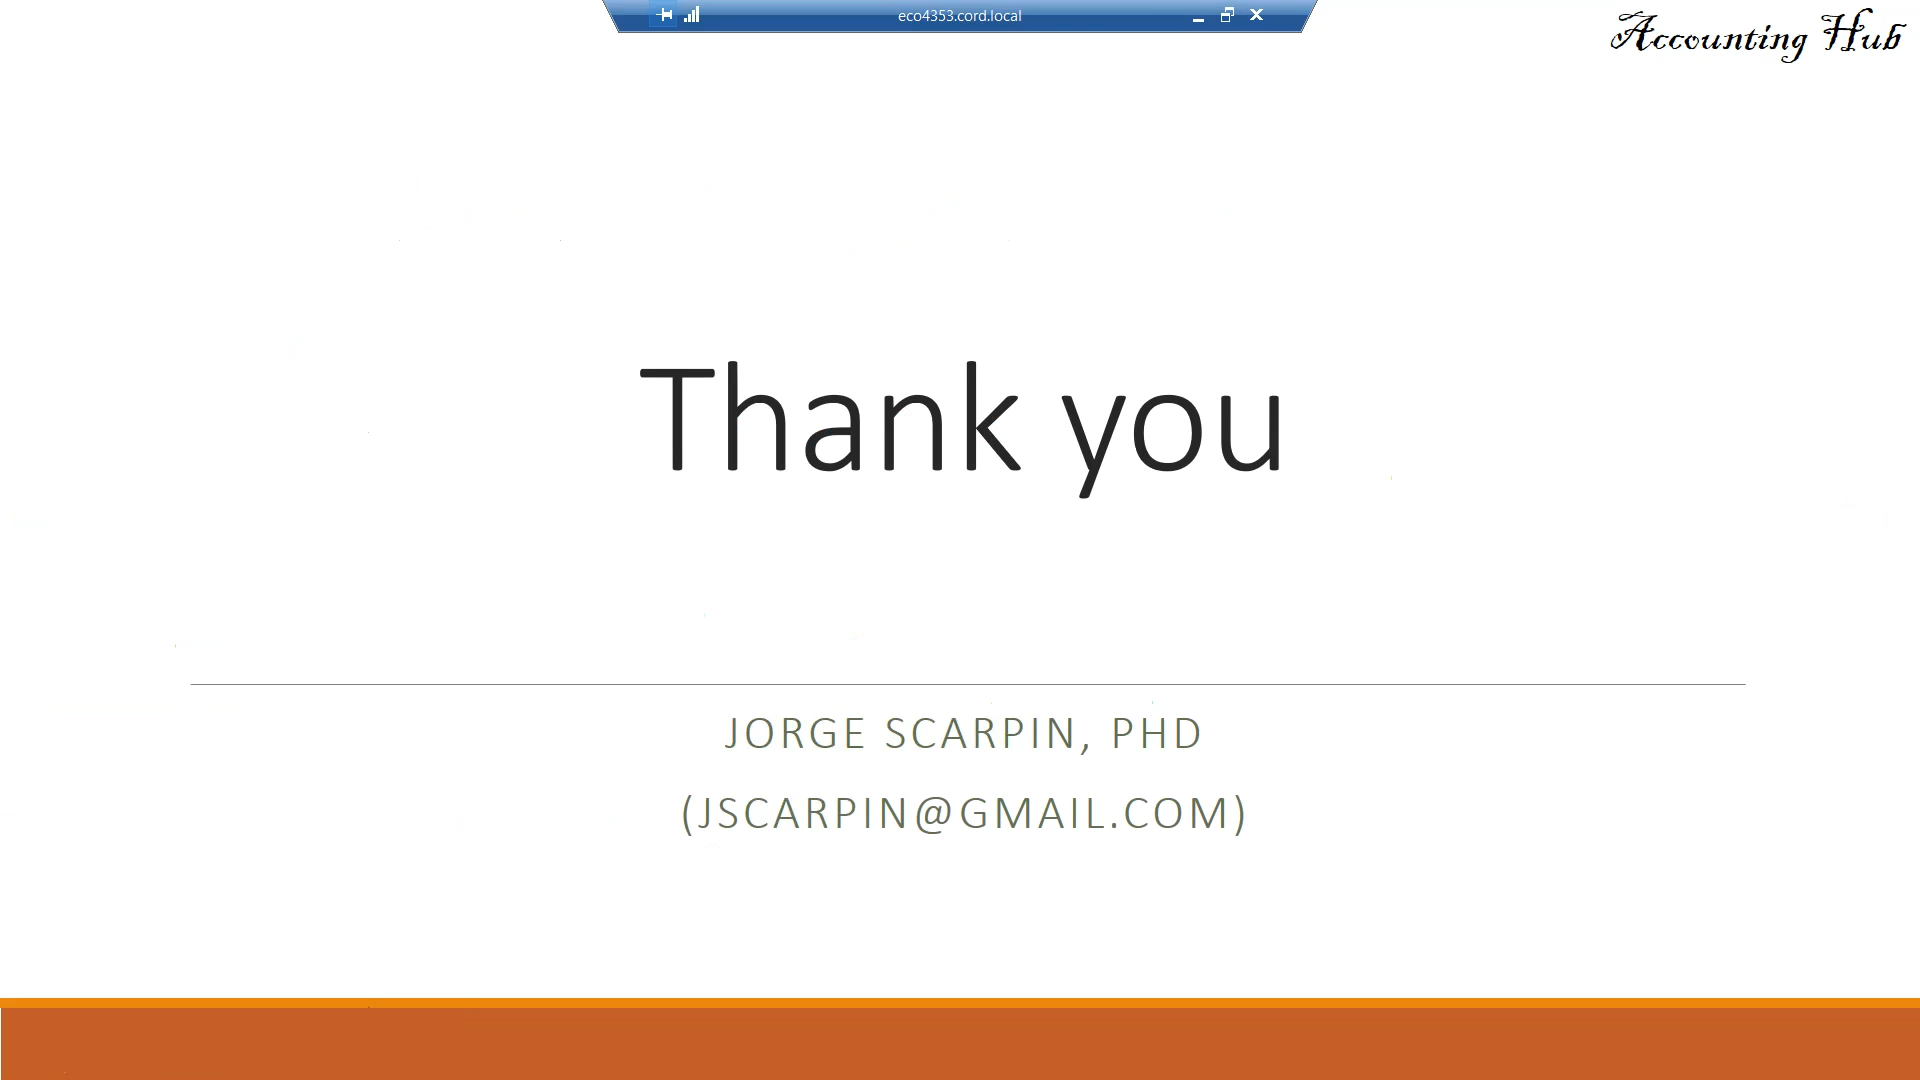 eco4353.cord.local
Accounting Hub
Thank you
JORGE SCARPIN, PHD
(JSCARPIN@GMAIL.COM)